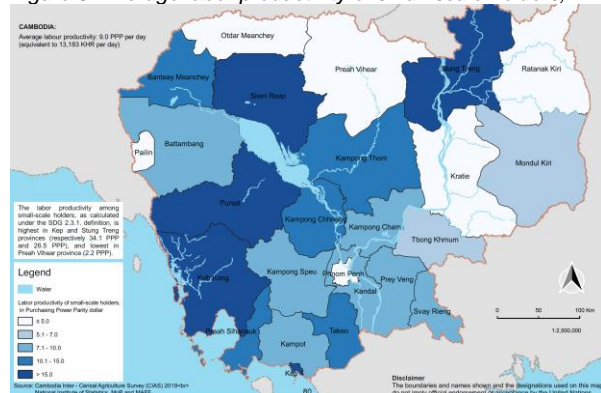 CAMBODIA:
Average labour productivity: 9.0 PPP per day
(equivalent to 13,183 KHR per day)
Otdar Meanchey
Banteay Meanchey
Siem Reap
Preah Vihear
Stung Treng
Ratanak Kiri
Battambang
Pailin
Kampong Thom
Kratie
Mondul Kiri
Pursat
Kampong Chhnang
Kampong Cham
Tbong Khmum
The labor productivity among
small-scale holders, as calculated
under the SDG 2.3.1. definition, is
highest in Kep and Stung Treng
provinces (respectively 34.1 PPP
and 26.5 PPP), and lowest in
Preah Vihear province (2.2 PPP).
Koh Kong
Kampong Speu
Phnom Penh
Kandal
Prey Veng
Svay Rieng
Preah Sihanouk
Kampot
Takeo
Kep
Legend
Water
Labor productivity of small-scale holders,
in Purchasing Power Parity dollar
≤ 5.0
5.1 - 7.0
7.1 - 10.0
10.1 - 15.0
> 15.0
0 50 100 Km
1:2,500,000
Source: Cambodia Inter - Censal Agriculture Survey (CIAS) 2019<br>
80
Disclaimer
The boundaries and names shown and the designations used on this map